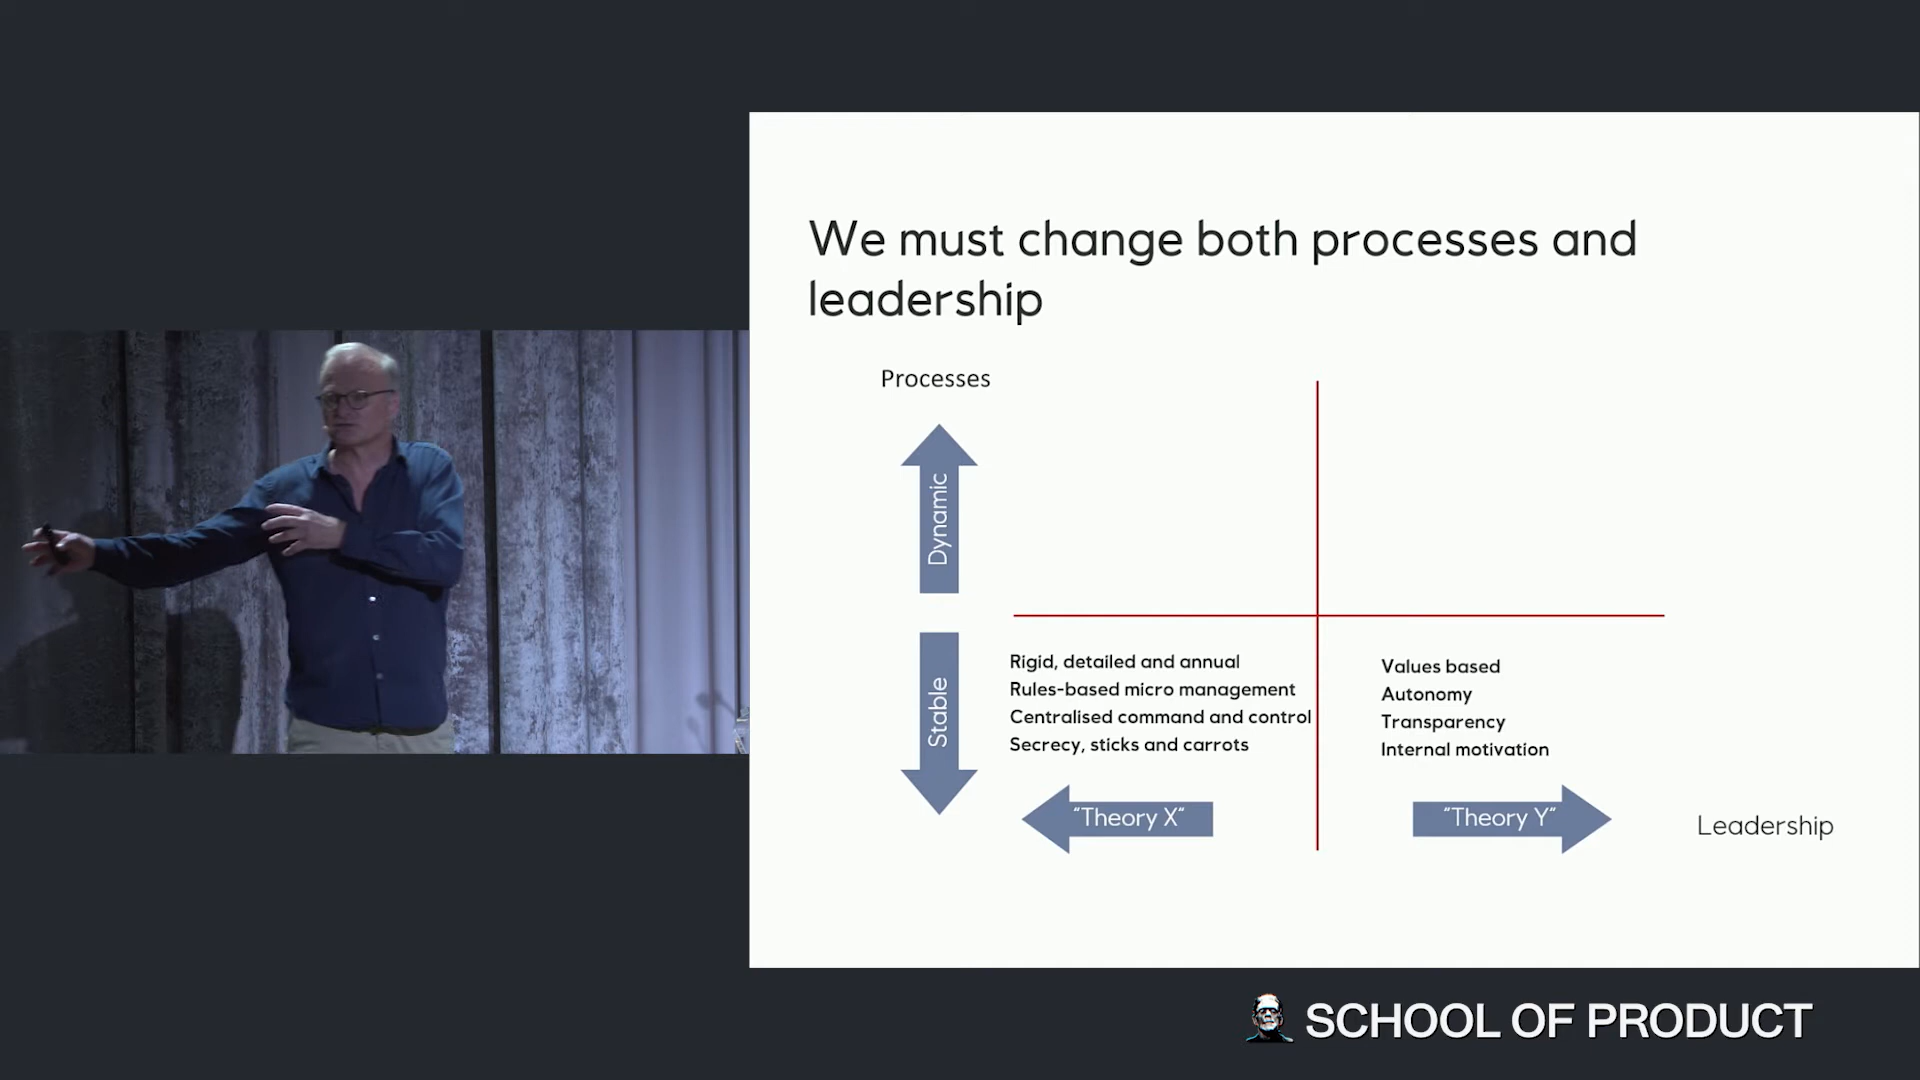 We must change both processes and
leadership
Processes
Dynamic
Stable
Rigid, detailed and annual
Rules-based micro management
Centralised command and control
Secrecy, sticks and carrots
Values based
Autonomy
Transparency
Internal motivation
"Theory X"
"Theory Y"
Leadership
SCHOOL OF PRODUCT